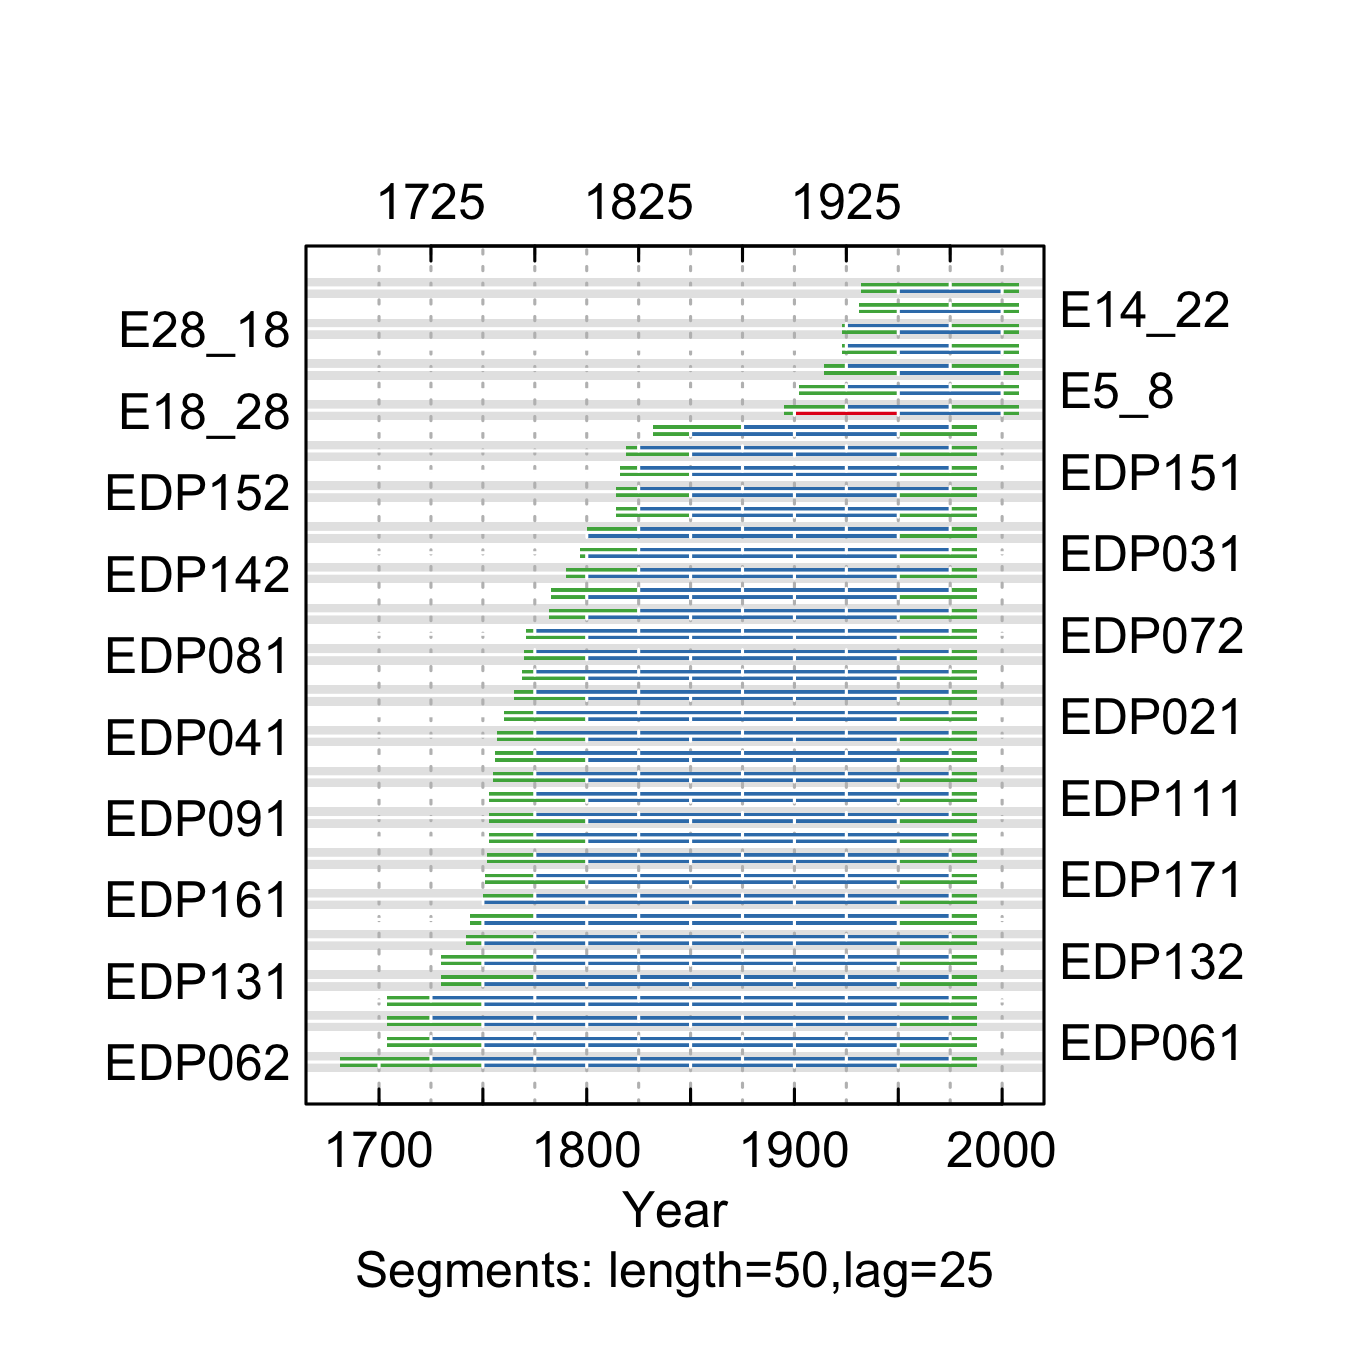 1725 1825 1925
E14_22
E28_18
E5_8
E18_28
EDP151
EDP152
EDP031
EDP142
EDP072
EDP081
EDP021
EDP041
EDP111
EDP091
EDP171
EDP161
EDP132
EDP131
EDP061
EDP062
1700 1800 1900 2000
Year
Segments: length=50,lag=25